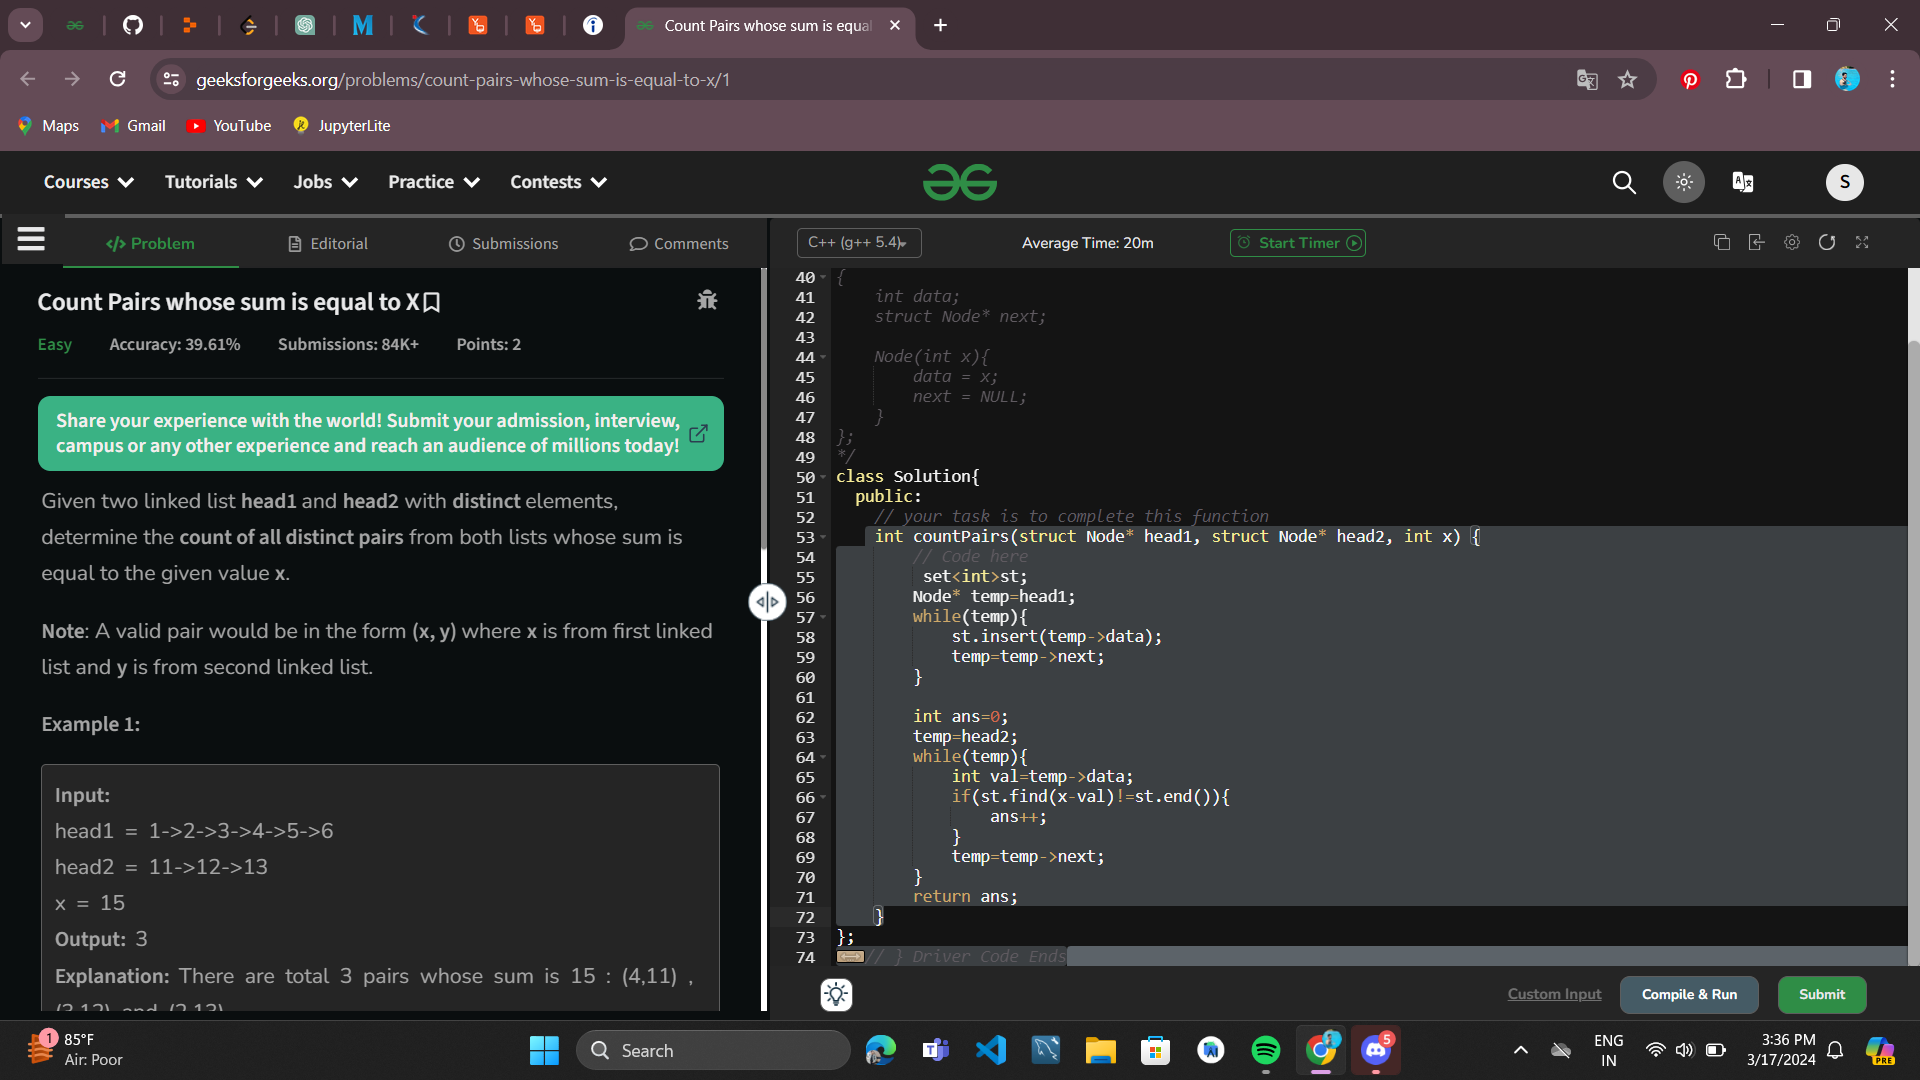 Count Pairs whose sum is equal
geeksforgeeks.org/problems/count-pairs-whose-sum-is-equal-to-x/1
Maps
Gmail
YouTube
JupyterLite
Courses
Tutorials
Jobs
Practice
Contests
S
Problem
Editorial
Submissions
Comments
C++ (g++ 5.4)
Average Time: 20m
Start Timer
Count Pairs whose sum is equal to X
Easy
Accuracy: 39.61%
Submissions: 84K+
Points: 2
Share your experience with the world! Submit your admission, interview,
campus or any other experience and reach an audience of millions today!
Given two linked list head1 and head2 with distinct elements,
determine the count of all distinct pairs from both lists whose sum is
equal to the given value x.
Note: A valid pair would be in the form (x, y) where x is from first linked
list and y is from second linked list.
Example 1:
Input:
head1 = 1->2->3->4->5->6
head2 = 11->12->13
x = 15
Output: 3
Explanation: There are total 3 pairs whose sum is 15 : (4,11) ,
(3,12) and (2,13)
40 {
41 int data;
42 struct Node* next;
43
44 Node(int x){
45 data = x;
46 next = NULL;
47 }
48 };
49 */
50 class Solution{
51 public:
52 // your task is to complete this function
53 int countPairs(struct Node* head1, struct Node* head2, int x) {
54 // Code here
55 set<int>st;
56 Node* temp=head1;
57 while(temp){
58 st.insert(temp->data);
59 temp=temp->next;
60 }
61
62 int ans=0;
63 temp=head2;
64 while(temp){
65 int val=temp->data;
66 if(st.find(x-val)!=st.end()){
67 ans++;
68 }
69 temp=temp->next;
70 }
71 return ans;
72 }
73 };
74 // } Driver Code Ends
Custom Input
Compile & Run
Submit
1
85°F
Air: Poor
Search
5
ENG
IN
3:36 PM
3/17/2024
PRE